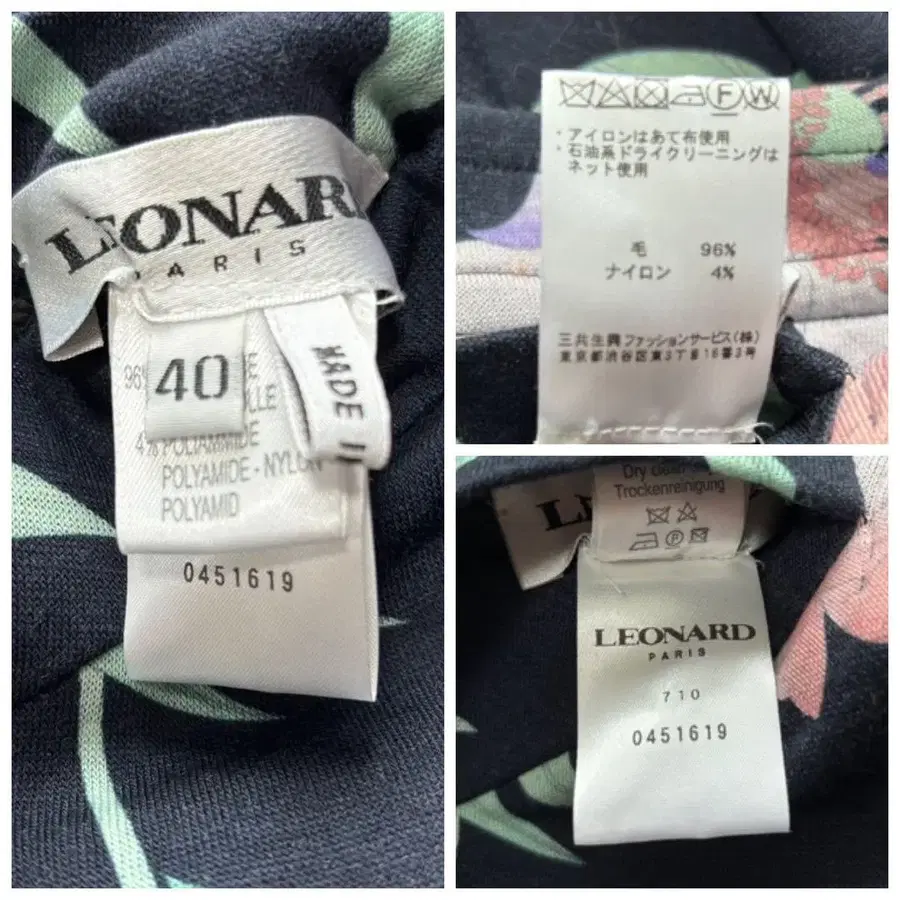 LEONAR
PARIS
40
MADE I
96%
LLE
4% POLIAMMIDE
POLYAMIDE - NYLON
POLYAMID
0451619
・アイロンはあて布使用
・石油系ドライクリーニングは
ネット使用
毛 96%
ナイロン 4%
三共生興ファッションサービス(株)
東京都渋谷区東3丁目16番3号
Trockenreinigung
LEONARD
PARIS
710
0451619